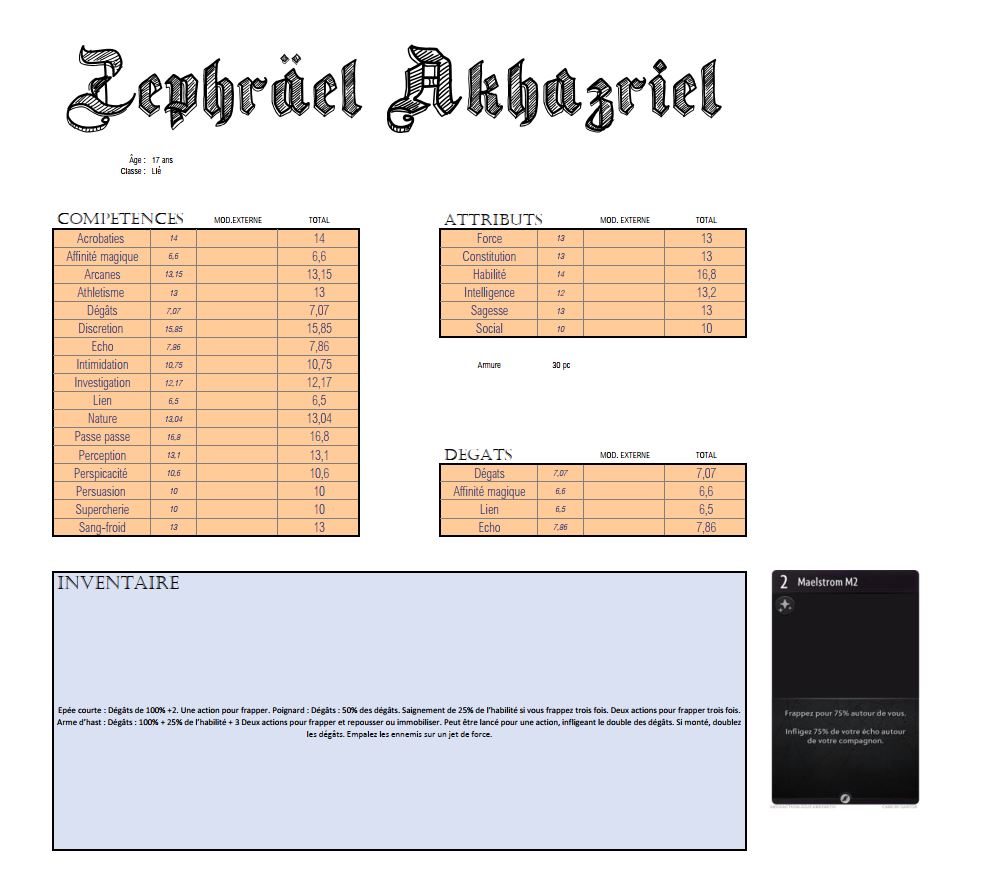 Zephräel Akhazriel
Âge : 17 ans
Classe : Llé
COMPETENCES MOD.EXTERNE TOTAL
Acrobaties 14 14
Affinité magique 6,6 6,6
Arcanes 13,15 13,15
Athletisme 13 13
Dégâts 7,07 7,07
Discretion 15,85 15,85
Echo 7,86 7,86
Intimidation 10,75 10,75
Investigation 12,17 12,17
Lien 6,5 6,5
Nature 13,04 13,04
Passe passe 16,8 16,8
Perception 13,1 13,1
Perspicacité 10,6 10,6
Persuasion 10 10
Supercherie 10 10
Sang-froid 13 13
ATTRIBUTS MOD. EXTERNE TOTAL
Force 13 13
Constitution 13 13
Habilité 14 16,8
Intelligence 12 13,2
Sagesse 13 13
Social 10 10
Armure 30 pc
DEGATS MOD. EXTERNE TOTAL
Dégâts 7,07 7,07
Affinité magique 6,6 6,6
Lien 6,5 6,5
Echo 7,86 7,86
INVENTAIRE
Epée courte : Dégâts de 100% +2. Une action pour frapper. Poignard : Dégâts : 50% des dégâts. Saignement de 25% de l'habilité si vous frappez trois fois. Deux actions pour frapper trois fois.
Arme d'hast : Dégâts : 100% + 25% de l'habilité + 3 Deux actions pour frapper et repousser ou immobiliser. Peut être lancé pour une action, infligeant le double des dégâts. Si monté, doublez
les dégâts. Empalez les ennemis sur un jet de force.
2 Maelstrom M2
Frappez pour 75% autour de vous.
Infligez 75% de votre écho autour
de votre compagnon.